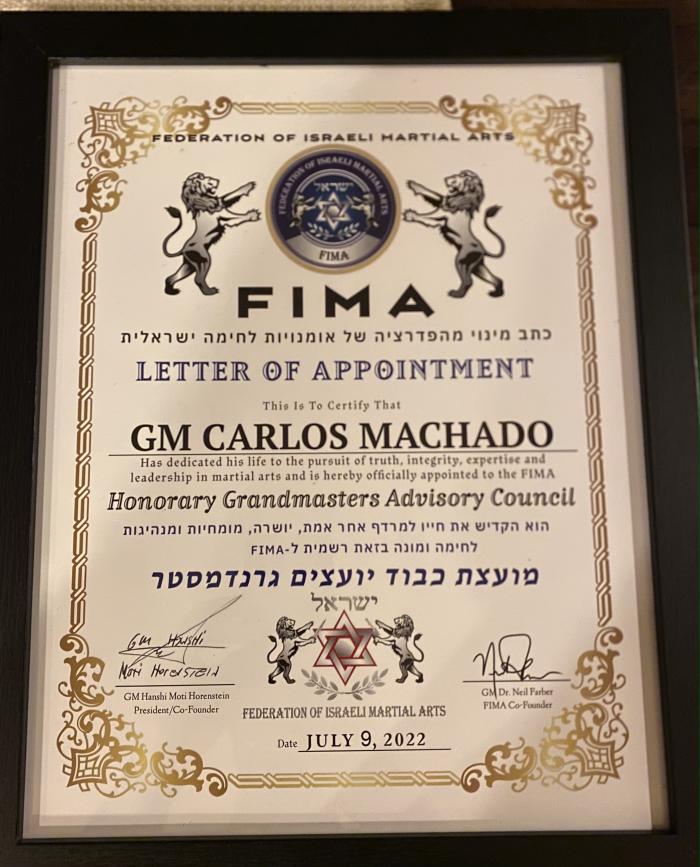 FEDERATION OF ISRAELI MARTIAL ARTS
FEDERATION OF ISRAELI MARTIAL ARTS
ישראל
FIMA
FIMA
כתב מינוי מהפדרציה של אומנויות לחימה ישראלית
LETTER OF APPOINTMENT
This Is To Certify That
GM CARLOS MACHADO
Has dedicated his life to the pursuit of truth, integrity, expertise and
leadership in martial arts and is hereby officially appointed to the FIMA
Honorary Grandmasters Advisory Council
הוא הקדיש את חייו למרדף אחר אמת, יושרה, מומחיות ומנהיגות
לחימה ומונה בזאת רשמית ל-FIMA
מועצת כבוד יועצים גרנדמסטר
ישראל
GM HANSHI
MOTI HORENSTEIN
GM Hanshi Moti Horenstein
President/Co-Founder
GM Dr. Neil Farber
FIMA Co-Founder
FEDERATION OF ISRAELI MARTIAL ARTS
Date JULY 9, 2022